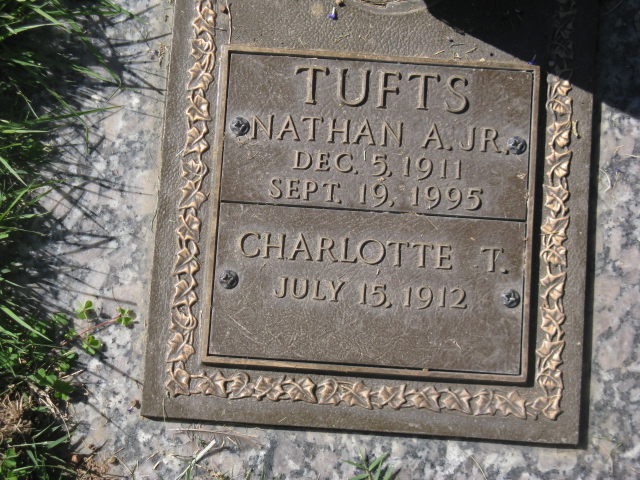 TUFTS
NATHAN A. JR.
DEC. 5, 1911
SEPT. 19, 1995
CHARLOTTE T.
JULY 15, 1912